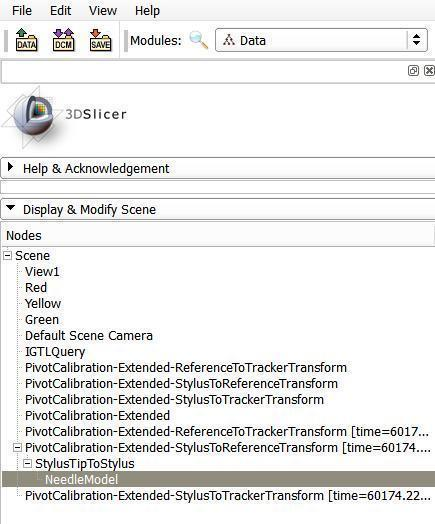 File Edit View Help
DATA DCM SAVE Modules: Data
3DSlicer
Help & Acknowledgement
Display & Modify Scene
Nodes
Scene
View1
Red
Yellow
Green
Default Scene Camera
IGTLQuery
PivotCalibration-Extended-ReferenceToTrackerTransform
PivotCalibration-Extended-StylusToReferenceTransform
PivotCalibration-Extended-StylusToTrackerTransform
PivotCalibration-Extended
PivotCalibration-Extended-ReferenceToTrackerTransform [time=6017...
PivotCalibration-Extended-StylusToReferenceTransform [time=60174....
StylusTipToStylus
NeedleModel
PivotCalibration-Extended-StylusToTrackerTransform [time=60174.22...